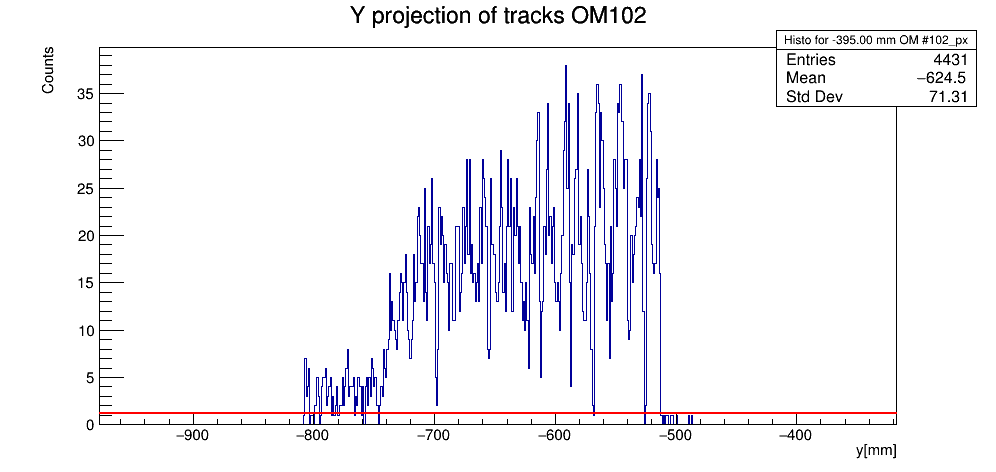 Y projection of tracks OM102
Histo for -395.00 mm OM #102_px
Entries 4431
Mean −624.5
Std Dev 71.31
Counts
35
30
25
20
15
10
5
0
−900 −800 −700 −600 −500 −400
y[mm]